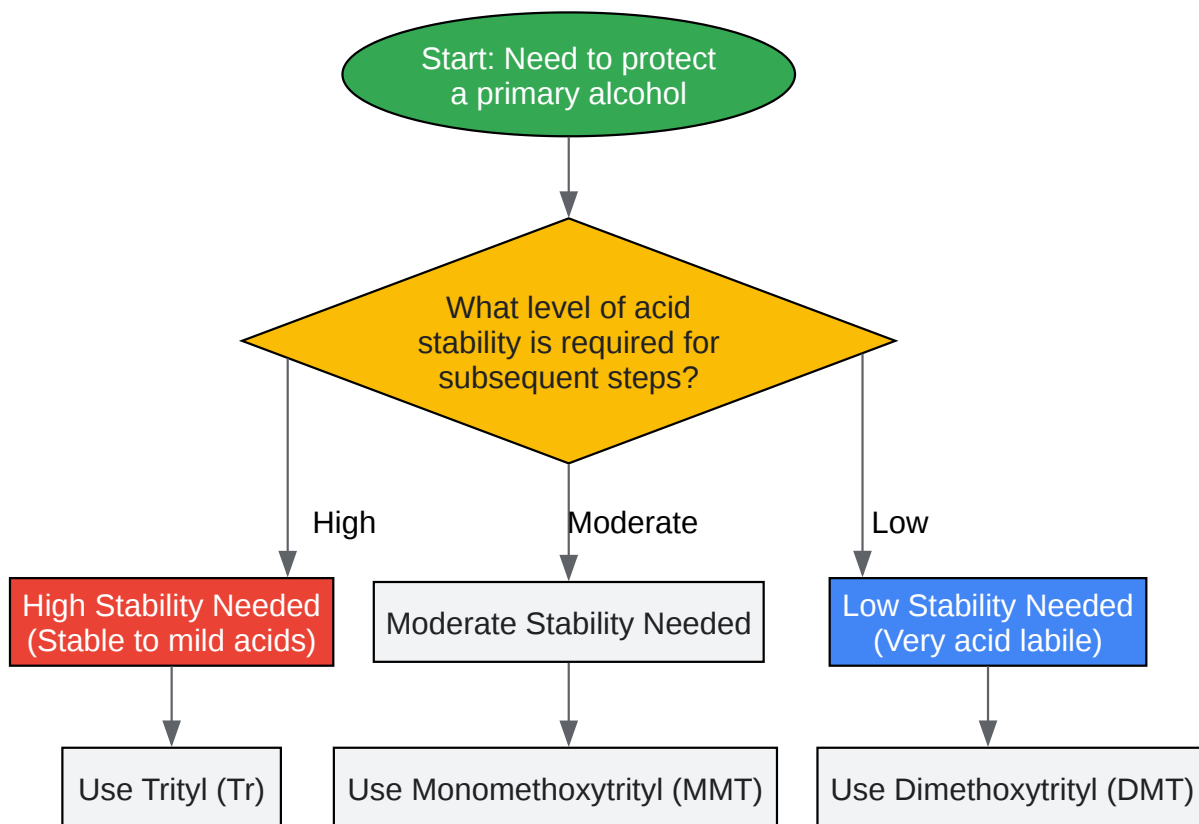 Start: Need to protect
a primary alcohol
What level of acid
stability is required for
subsequent steps?
High
Moderate
Low
High Stability Needed
(Stable to mild acids)
Moderate Stability Needed
Low Stability Needed
(Very acid labile)
Use Trityl (Tr)
Use Monomethoxytrityl (MMT)
Use Dimethoxytrityl (DMT)